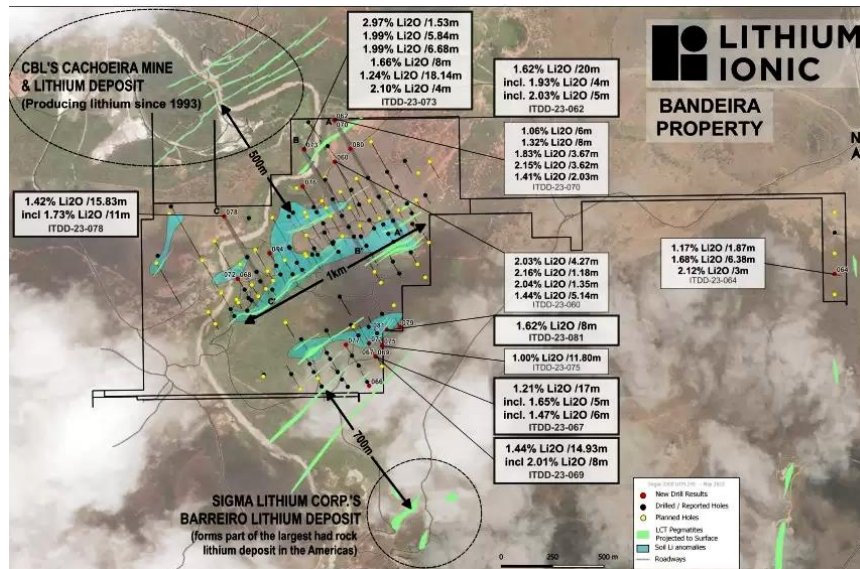 LITHIUM
IONIC
BANDEIRA
PROPERTY
N
CBL'S CACHOEIRA MINE
& LITHIUM DEPOSIT
(Producing lithium since 1993)
500m
2.97% Li2O /1.53m
1.99% Li2O /5.84m
1.99% Li2O /6.68m
1.66% Li2O /8m
1.24% Li2O /18.14m
2.10% Li2O /4m
ITDD-23-073
1.62% Li2O /20m
incl. 1.93% Li2O /4m
incl. 2.03% Li2O /5m
ITDD-23-062
1.06% Li2O /6m
1.32% Li2O /8m
1.83% Li2O /3.67m
2.15% Li2O /3.62m
1.41% Li2O /2.03m
ITDD-23-070
1.42% Li2O /15.83m
incl 1.73% Li2O /11m
ITDD-23-078
1.17% Li2O /1.87m
1.68% Li2O /6.38m
2.12% Li2O /3m
ITDD-23-064
2.03% Li2O /4.27m
2.16% Li2O /1.18m
2.04% Li2O /1.35m
1.44% Li2O /5.14m
ITDD-23-060
1.62% Li2O /8m
ITDD-23-081
1.00% Li2O /11.80m
ITDD-23-075
1.21% Li2O /17m
incl. 1.65% Li2O /5m
incl. 1.47% Li2O /6m
ITDD-23-067
1.44% Li2O /14.93m
incl 2.01% Li2O /8m
ITDD-23-069
A
062
070
B
080
060
C
078
072
068
064
A'
B'
C'
1km
066
700m
SIGMA LITHIUM CORP.'S
BARREIRO LITHIUM DEPOSIT
(forms part of the largest had rock
lithium deposit in the Americas)
New Drill Results
Drilled / Reported Holes
Planned Holes
LCT Pegmatites
Projected to Surface
Soil Li anomalies
Roadways
250
500 m